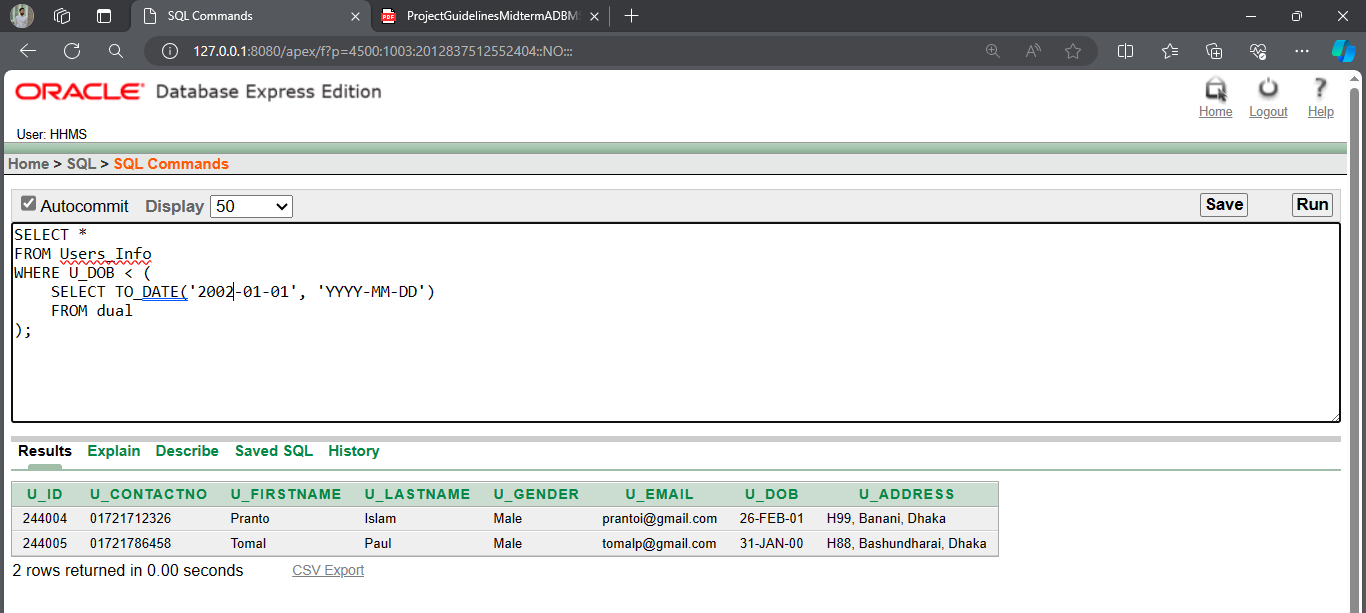 SQL Commands
PDF ProjectGuidelinesMidtermADBMS
127.0.0.1:8080/apex/f?p=4500:1003:2012837512552404::NO:::
ORACLE Database Express Edition
Home Logout Help
User: HHMS
Home > SQL > SQL Commands
Autocommit Display 50 Save Run
SELECT *
FROM Users_Info
WHERE U_DOB < (
SELECT TO_DATE('2002-01-01', 'YYYY-MM-DD')
FROM dual
);
Results Explain Describe Saved SQL History
U_ID U_CONTACTNO U_FIRSTNAME U_LASTNAME U_GENDER U_EMAIL U_DOB U_ADDRESS
244004 01721712326 Pranto Islam Male prantoi@gmail.com 26-FEB-01 H99, Banani, Dhaka
244005 01721786458 Tomal Paul Male tomalp@gmail.com 31-JAN-00 H88, Bashundharai, Dhaka
2 rows returned in 0.00 seconds CSV Export